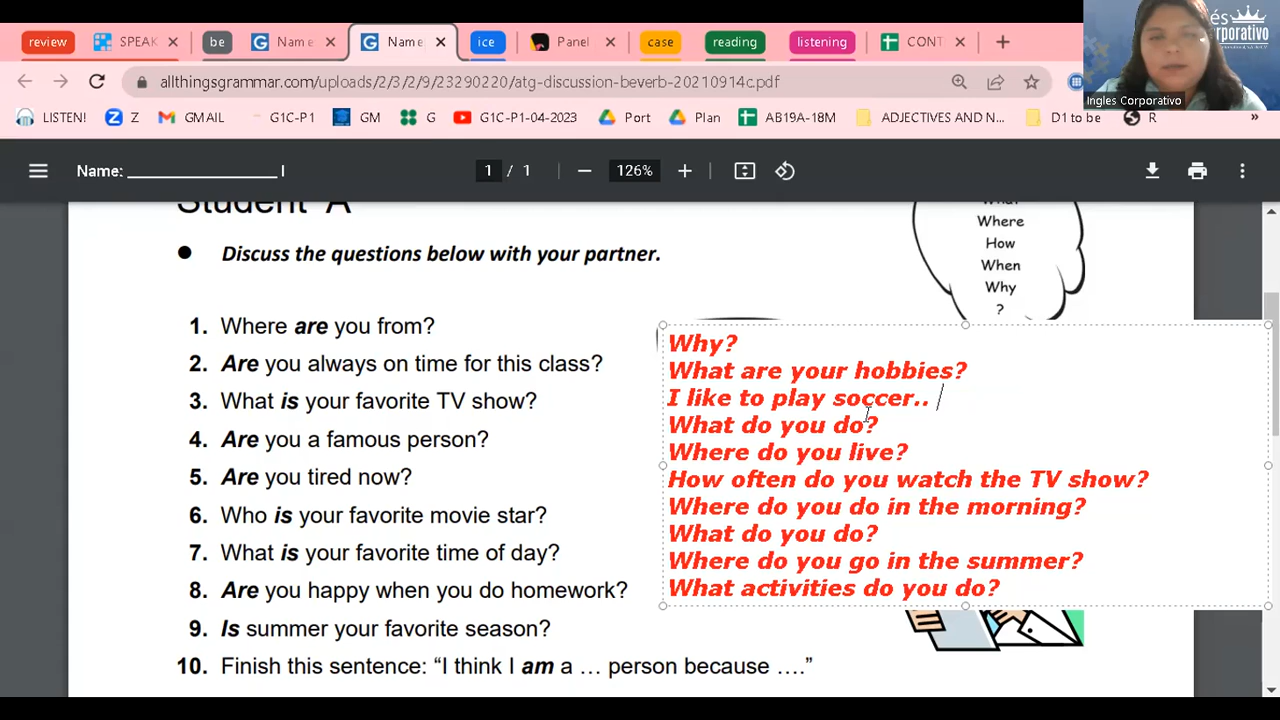 review
SPEAK
be
Name
Name:
ice
Panel
case
reading
listening
CONT
és
rporativo
allthingsgrammar.com/uploads/2/3/2/9/23290220/atg-discussion-beverb-20210914c.pdf
Ingles Corporativo
LISTEN!
Z
GMAIL
G1C-P1
GM
G
G1C-P1-04-2023
Port
Plan
AB19A-18M
ADJECTIVES AND N...
D1 to be
R
»
Name: _____________ I
1 / 1
126%
Student A
What
Where
How
When
Why
?
● Discuss the questions below with your partner.
1. Where are you from?
2. Are you always on time for this class?
3. What is your favorite TV show?
4. Are you a famous person?
5. Are you tired now?
6. Who is your favorite movie star?
7. What is your favorite time of day?
8. Are you happy when you do homework?
9. Is summer your favorite season?
10. Finish this sentence: “I think I am a … person because ….”
Why?
What are your hobbies?
I like to play soccer..
What do you do?
Where do you live?
How often do you watch the TV show?
Where do you do in the morning?
What do you do?
Where do you go in the summer?
What activities do you do?